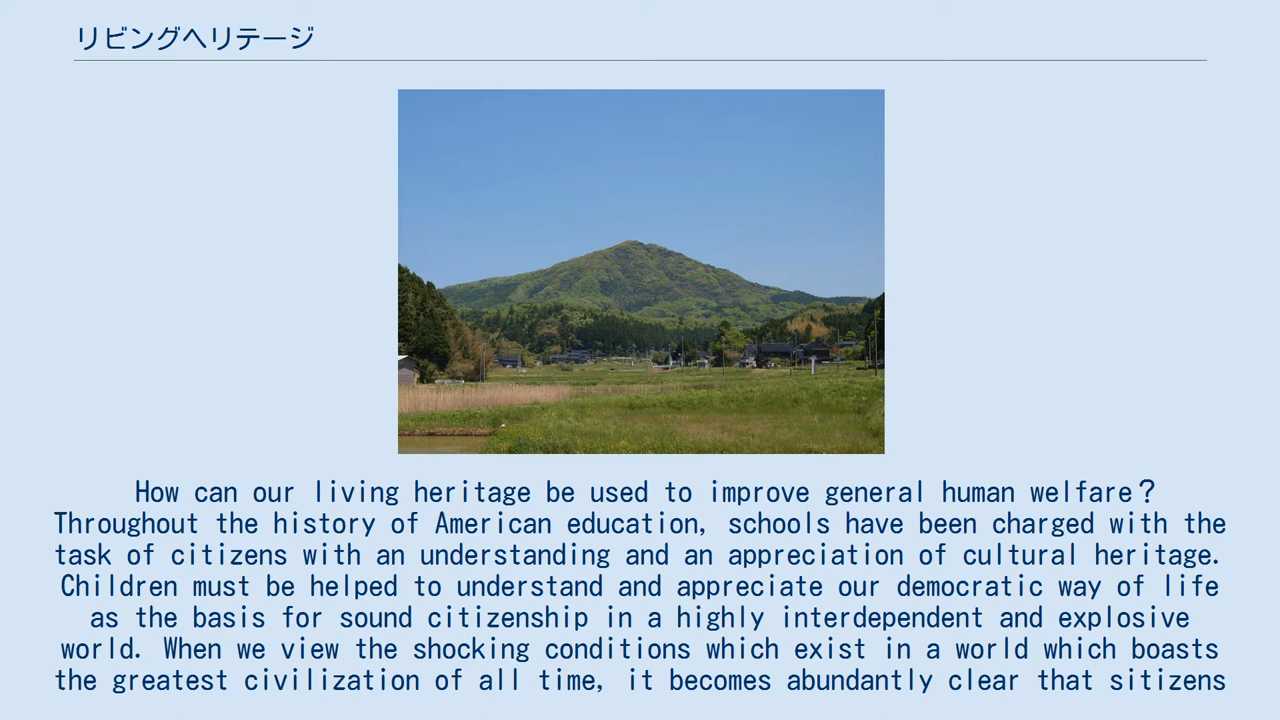 リビングヘリテージ
How can our living heritage be used to improve general human welfare？
Throughout the history of American education, schools have been charged with the
task of citizens with an understanding and an appreciation of cultural heritage.
Children must be helped to understand and appreciate our democratic way of life
as the basis for sound citizenship in a highly interdependent and explosive
world. When we view the shocking conditions which exist in a world which boasts
the greatest civilization of all time, it becomes abundantly clear that sitizens